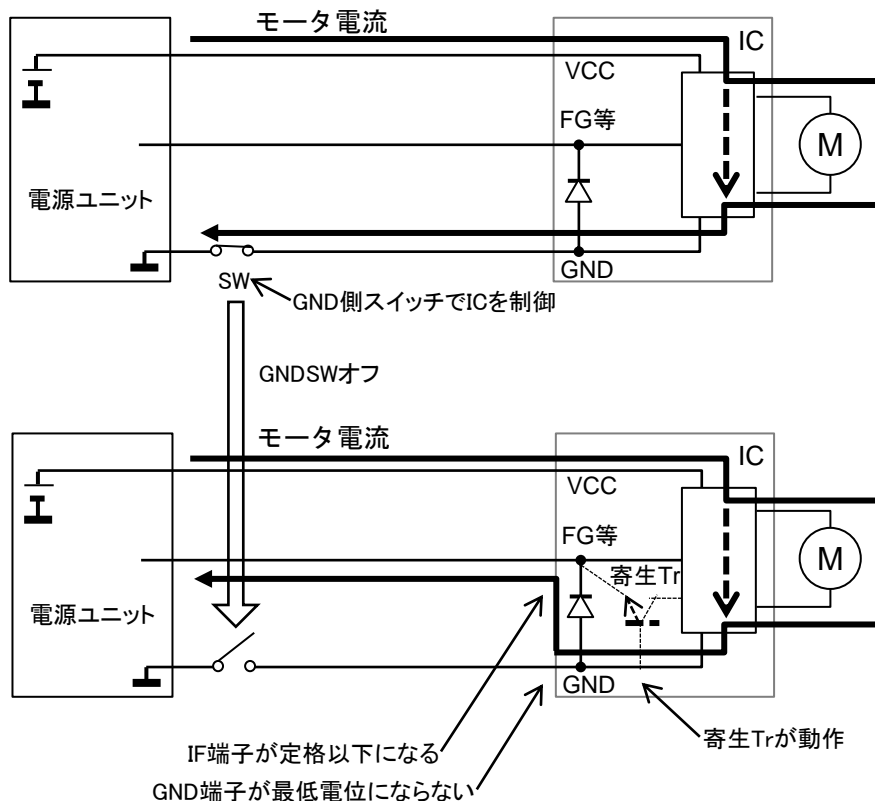 モータ電流
IC
VCC
FG等
M
電源ユニット
GND
SW
GND側スイッチでICを制御
GNDSWオフ
モータ電流
IC
VCC
FG等
寄生Tr
M
電源ユニット
GND
IF端子が定格以下になる
寄生Trが動作
GND端子が最低電位にならない